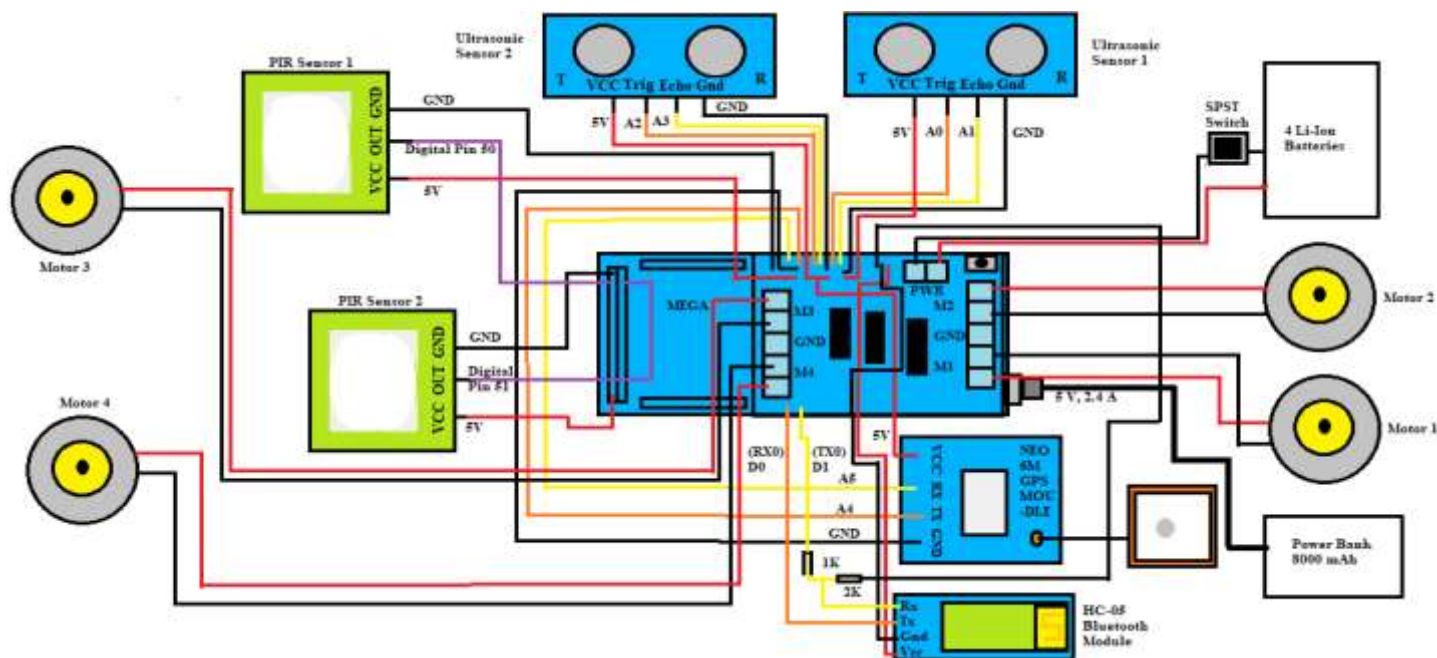 Ultrasonic
Sensor 2
T
VCC Trig Echo Gnd
R
Ultrasonic
Sensor 1
T
VCC Trig Echo Gnd
R
PIR Sensor 1
GND
VCC OUT GND
Digital Pin 50
5V
5V
A2
A3
GND
5V
A0
A1
GND
SPST
Switch
4 Li-Ion
Batteries
Motor 3
Motor 2
PIR Sensor 2
GND
VCC OUT GND
Digital
Pin 51
5V
MEGA
M3
GND
M4
PWR
M2
GND
M1
5 V, 2.4 A
Motor 4
Motor 1
(RX0)
D0
(TX0)
D1
5V
A5
A4
GND
VCC RX TX GND
NEO
6M
GPS
MOU
-DLE
1K
2K
Power Bank
8000 mAh
Rx
Tx
Gnd
Vcc
HC-05
Bluetooth
Module